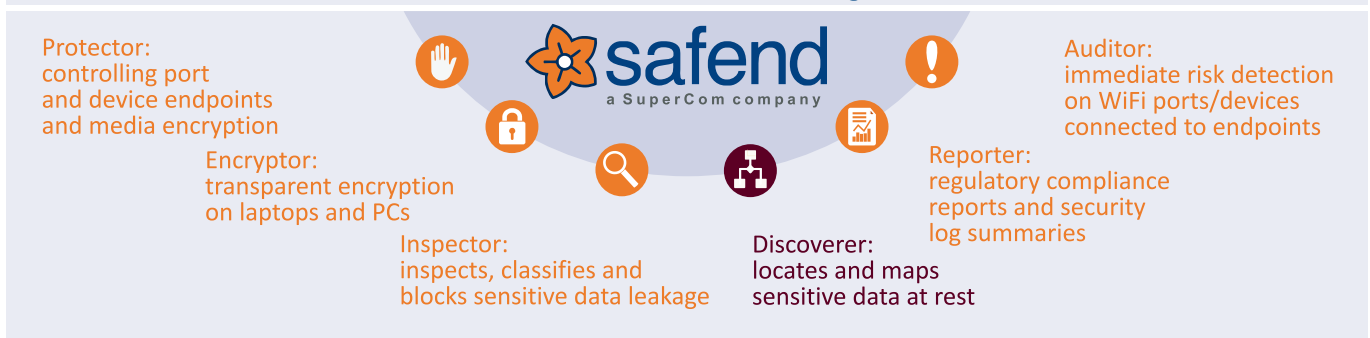 safend
a SuperCom company
Protector:
controlling port
and device endpoints
and media encryption
Encryptor:
transparent encryption
on laptops and PCs
Inspector:
inspects, classifies and
blocks sensitive data leakage
Discoverer:
locates and maps
sensitive data at rest
Reporter:
regulatory compliance
reports and security
log summaries
Auditor:
immediate risk detection
on WiFi ports/devices
connected to endpoints